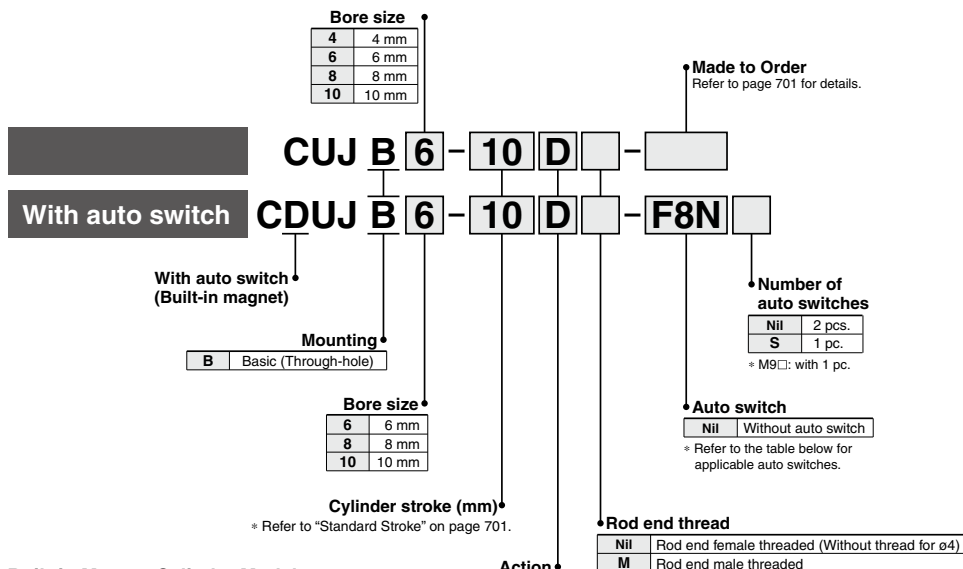 Bore size
4 4 mm
6 6 mm
8 8 mm
10 10 mm
Made to Order
Refer to page 701 for details.
CUJ B 6 - 10 D -
With auto switch CDUJ B 6 - 10 D - F8N
With auto switch
(Built-in magnet)
Number of
auto switches
Nil 2 pcs.
S 1 pc.
* M9□: with 1 pc.
Mounting
B Basic (Through-hole)
Bore size
6 6 mm
8 8 mm
10 10 mm
Auto switch
Nil Without auto switch
* Refer to the table below for
applicable auto switches.
Cylinder stroke (mm)
* Refer to “Standard Stroke” on page 701.
Rod end thread
Nil Rod end female threaded (Without thread for ø4)
M Rod end male threaded
Action